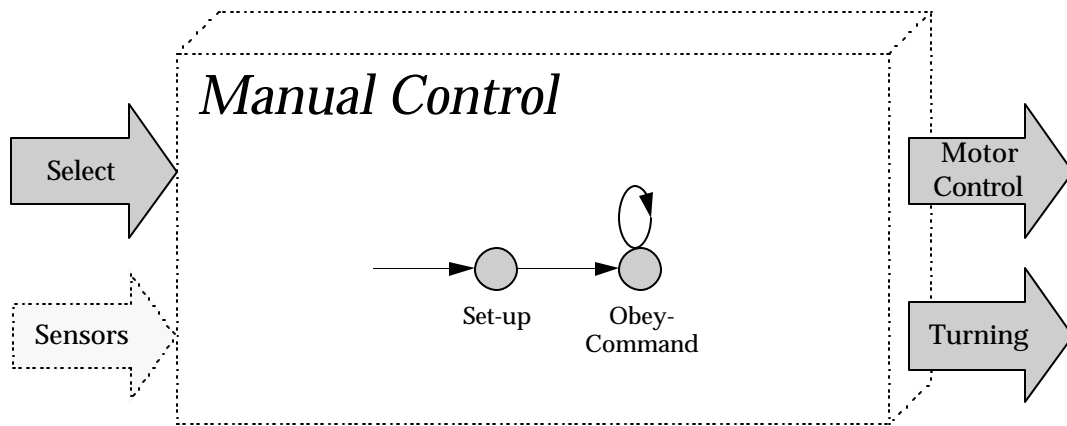 Manual Control
Select
Sensors
Set-up
Obey-
Command
Motor
Control
Turning